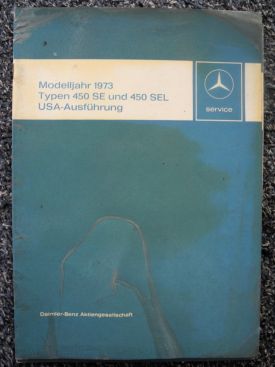 Modelljahr 1973
Typen 450 SE und 450 SEL
USA-Ausführung
service
Daimler-Benz Aktiengesellschaft